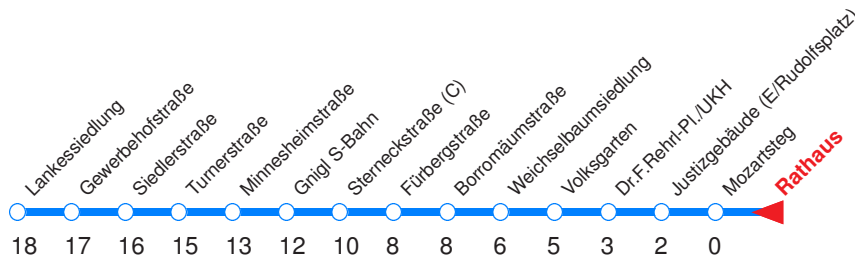 Lankessiedlung
Gewerbehofstraße
Siedlerstraße
Turnerstraße
Minnesheimstraße
Gnigl S-Bahn
Sterneckstraße (C)
Fürbergstraße
Borromäumstraße
Weichselbaumsiedlung
Volksgarten
Dr.F.Rehrl-Pl./UKH
Justizgebäude (E/Rudolfsplatz)
Mozartsteg
Rathaus
18 17 16 15 13 12 10 8 8 6 5 3 2 0